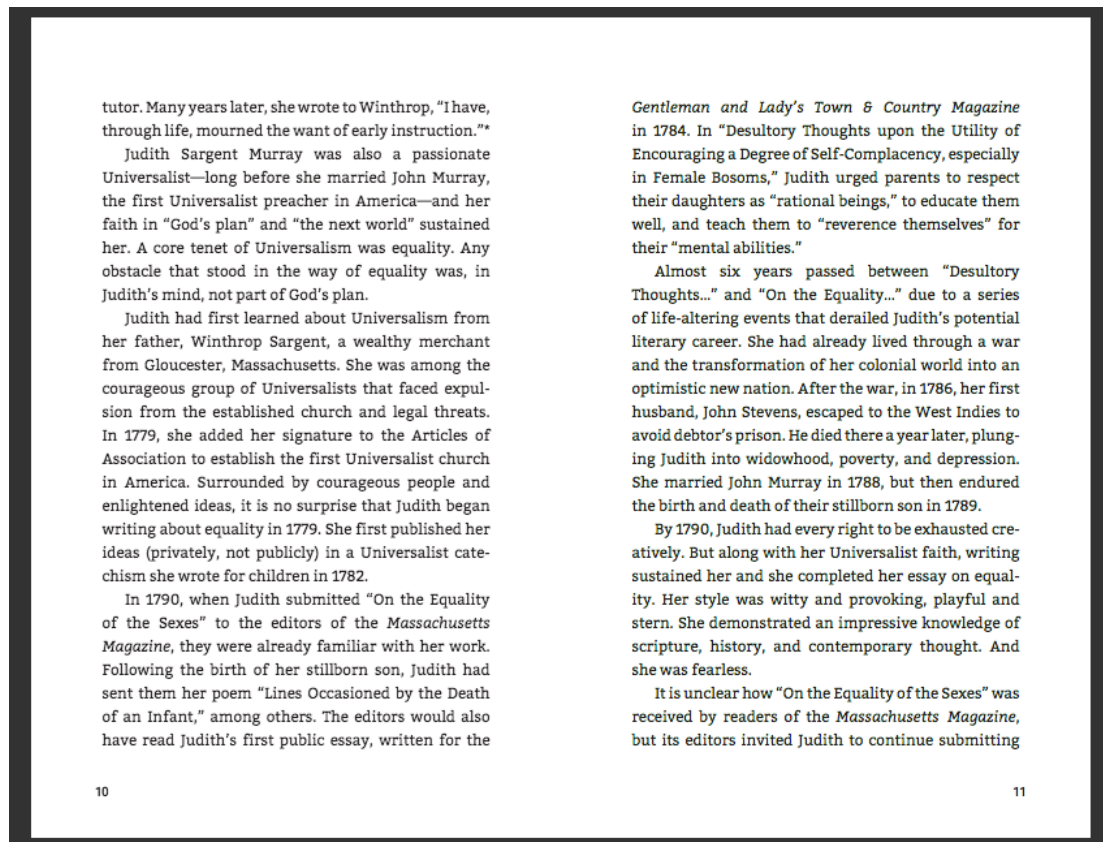 tutor. Many years later, she wrote to Winthrop, “I have,
through life, mourned the want of early instruction.”*
Judith Sargent Murray was also a passionate
Universalist—long before she married John Murray,
the first Universalist preacher in America—and her
faith in “God’s plan” and “the next world” sustained
her. A core tenet of Universalism was equality. Any
obstacle that stood in the way of equality was, in
Judith’s mind, not part of God’s plan.
Judith had first learned about Universalism from
her father, Winthrop Sargent, a wealthy merchant
from Gloucester, Massachusetts. She was among the
courageous group of Universalists that faced expul-
sion from the established church and legal threats.
In 1779, she added her signature to the Articles of
Association to establish the first Universalist church
in America. Surrounded by courageous people and
enlightened ideas, it is no surprise that Judith began
writing about equality in 1779. She first published her
ideas (privately, not publicly) in a Universalist cate-
chism she wrote for children in 1782.
In 1790, when Judith submitted “On the Equality
of the Sexes” to the editors of the Massachusetts
Magazine, they were already familiar with her work.
Following the birth of her stillborn son, Judith had
sent them her poem “Lines Occasioned by the Death
of an Infant,” among others. The editors would also
have read Judith’s first public essay, written for the
10
Gentleman and Lady’s Town & Country Magazine
in 1784. In “Desultory Thoughts upon the Utility of
Encouraging a Degree of Self-Complacency, especially
in Female Bosoms,” Judith urged parents to respect
their daughters as “rational beings,” to educate them
well, and teach them to “reverence themselves” for
their “mental abilities.”
Almost six years passed between “Desultory
Thoughts…” and “On the Equality…” due to a series
of life-altering events that derailed Judith’s potential
literary career. She had already lived through a war
and the transformation of her colonial world into an
optimistic new nation. After the war, in 1786, her first
husband, John Stevens, escaped to the West Indies to
avoid debtor’s prison. He died there a year later, plung-
ing Judith into widowhood, poverty, and depression.
She married John Murray in 1788, but then endured
the birth and death of their stillborn son in 1789.
By 1790, Judith had every right to be exhausted cre-
atively. But along with her Universalist faith, writing
sustained her and she completed her essay on equal-
ity. Her style was witty and provoking, playful and
stern. She demonstrated an impressive knowledge of
scripture, history, and contemporary thought. And
she was fearless.
It is unclear how “On the Equality of the Sexes” was
received by readers of the Massachusetts Magazine,
but its editors invited Judith to continue submitting
11